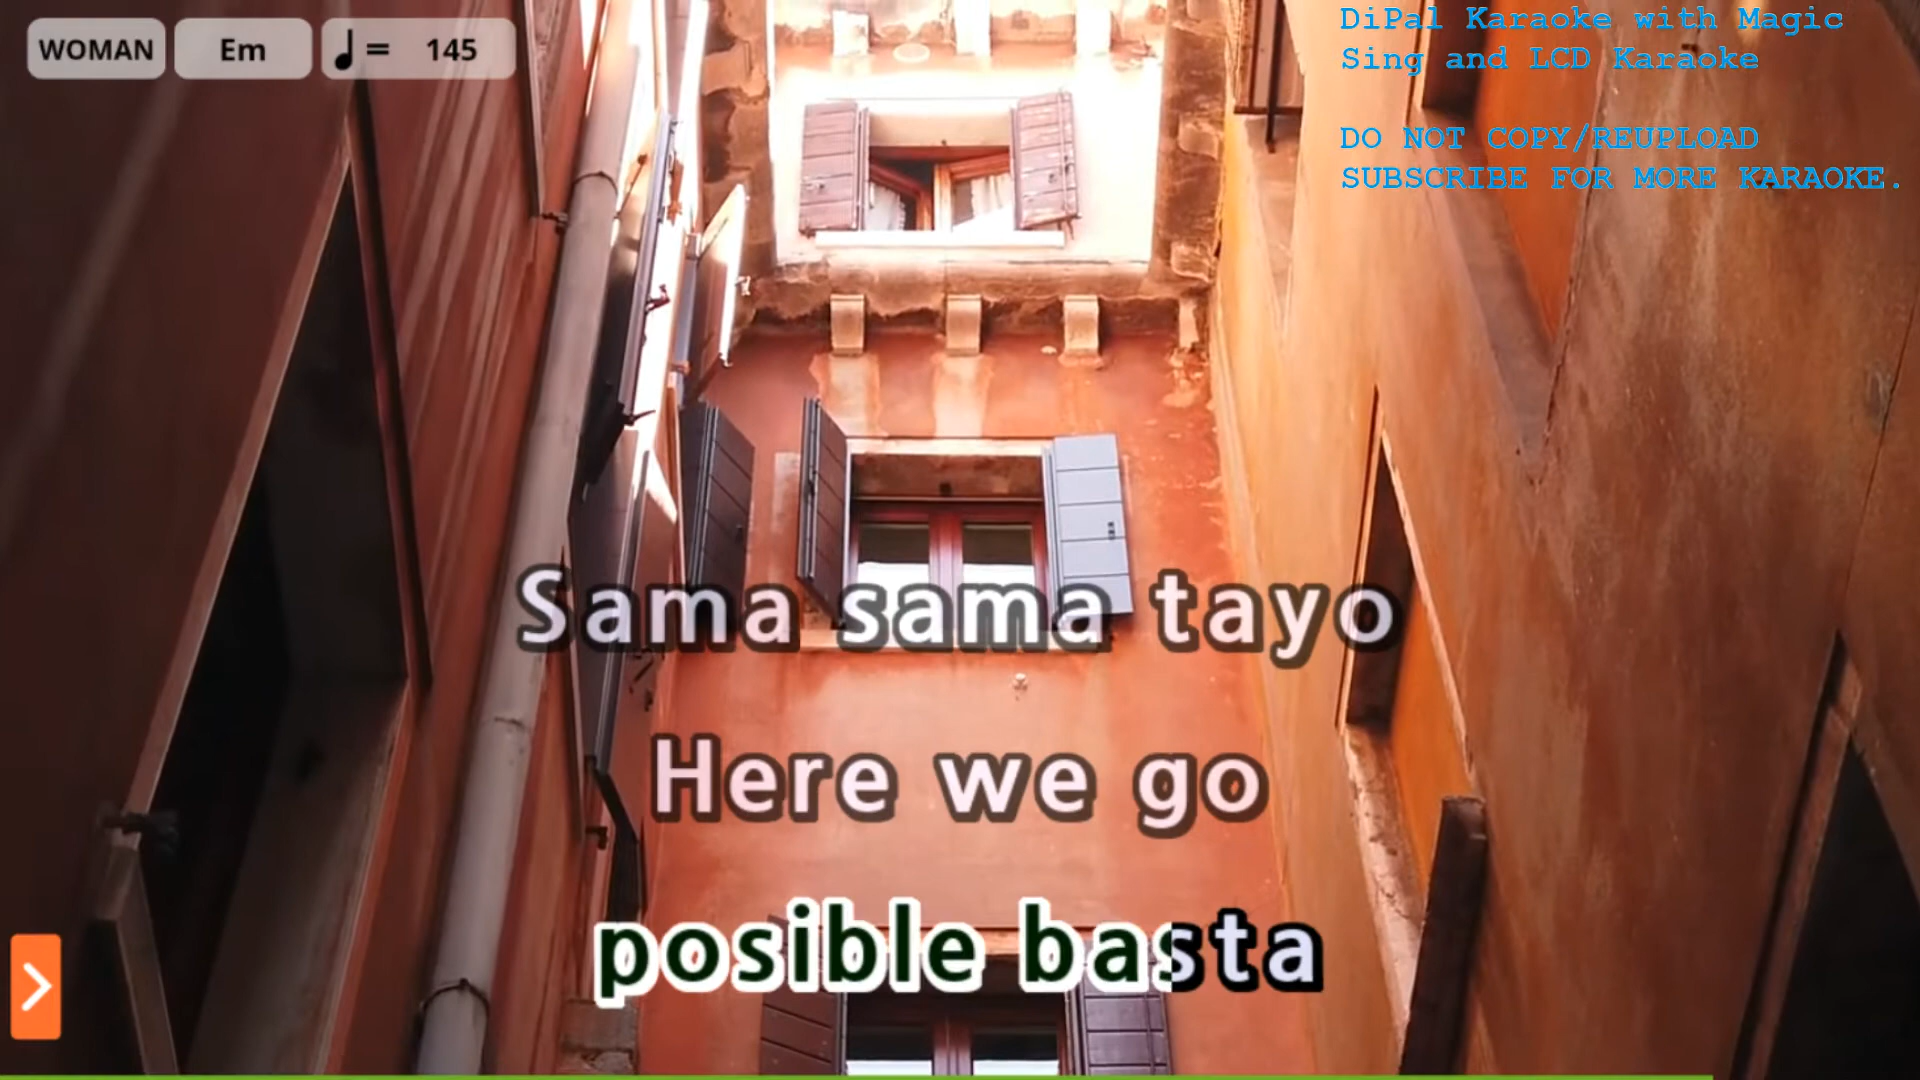 WOMAN Em ♩ = 145
DiPal Karaoke with Magic
Sing and LCD Karaoke
DO NOT COPY/REUPLOAD
SUBSCRIBE FOR MORE KARAOKE.
Sama sama tayo
Here we go
posible basta